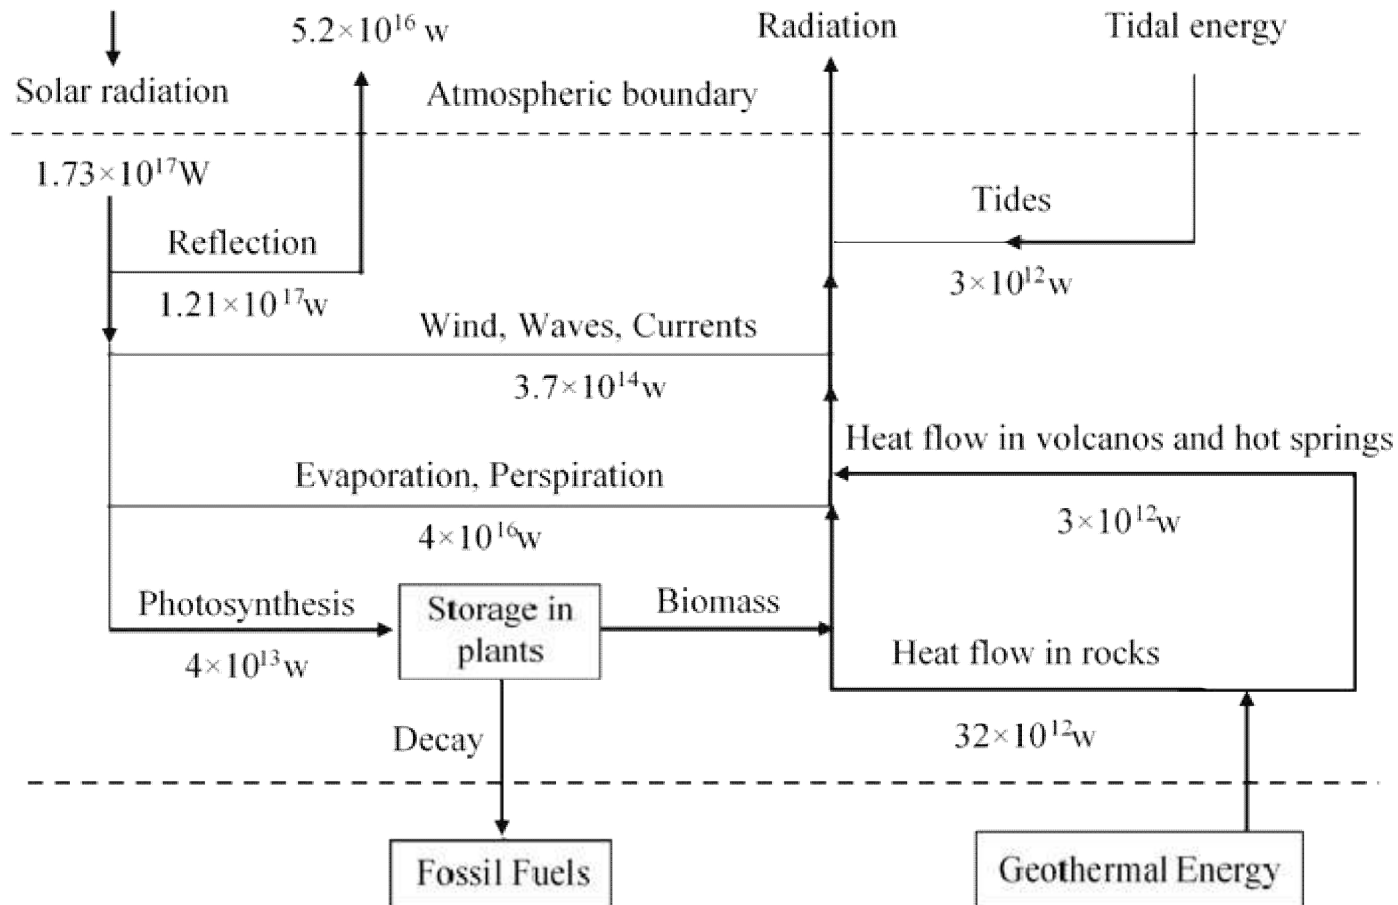 5.2×10¹⁶ w
Radiation
Tidal energy
Solar radiation
Atmospheric boundary
1.73×10¹⁷W
Tides
Reflection
3×10¹²w
1.21×10¹⁷w
Wind, Waves, Currents
3.7×10¹⁴w
Heat flow in volcanos and hot springs
Evaporation, Perspiration
3×10¹²w
4×10¹⁶w
Photosynthesis
Storage in
plants
Biomass
4×10¹³w
Heat flow in rocks
Decay
32×10¹²w
Fossil Fuels
Geothermal Energy